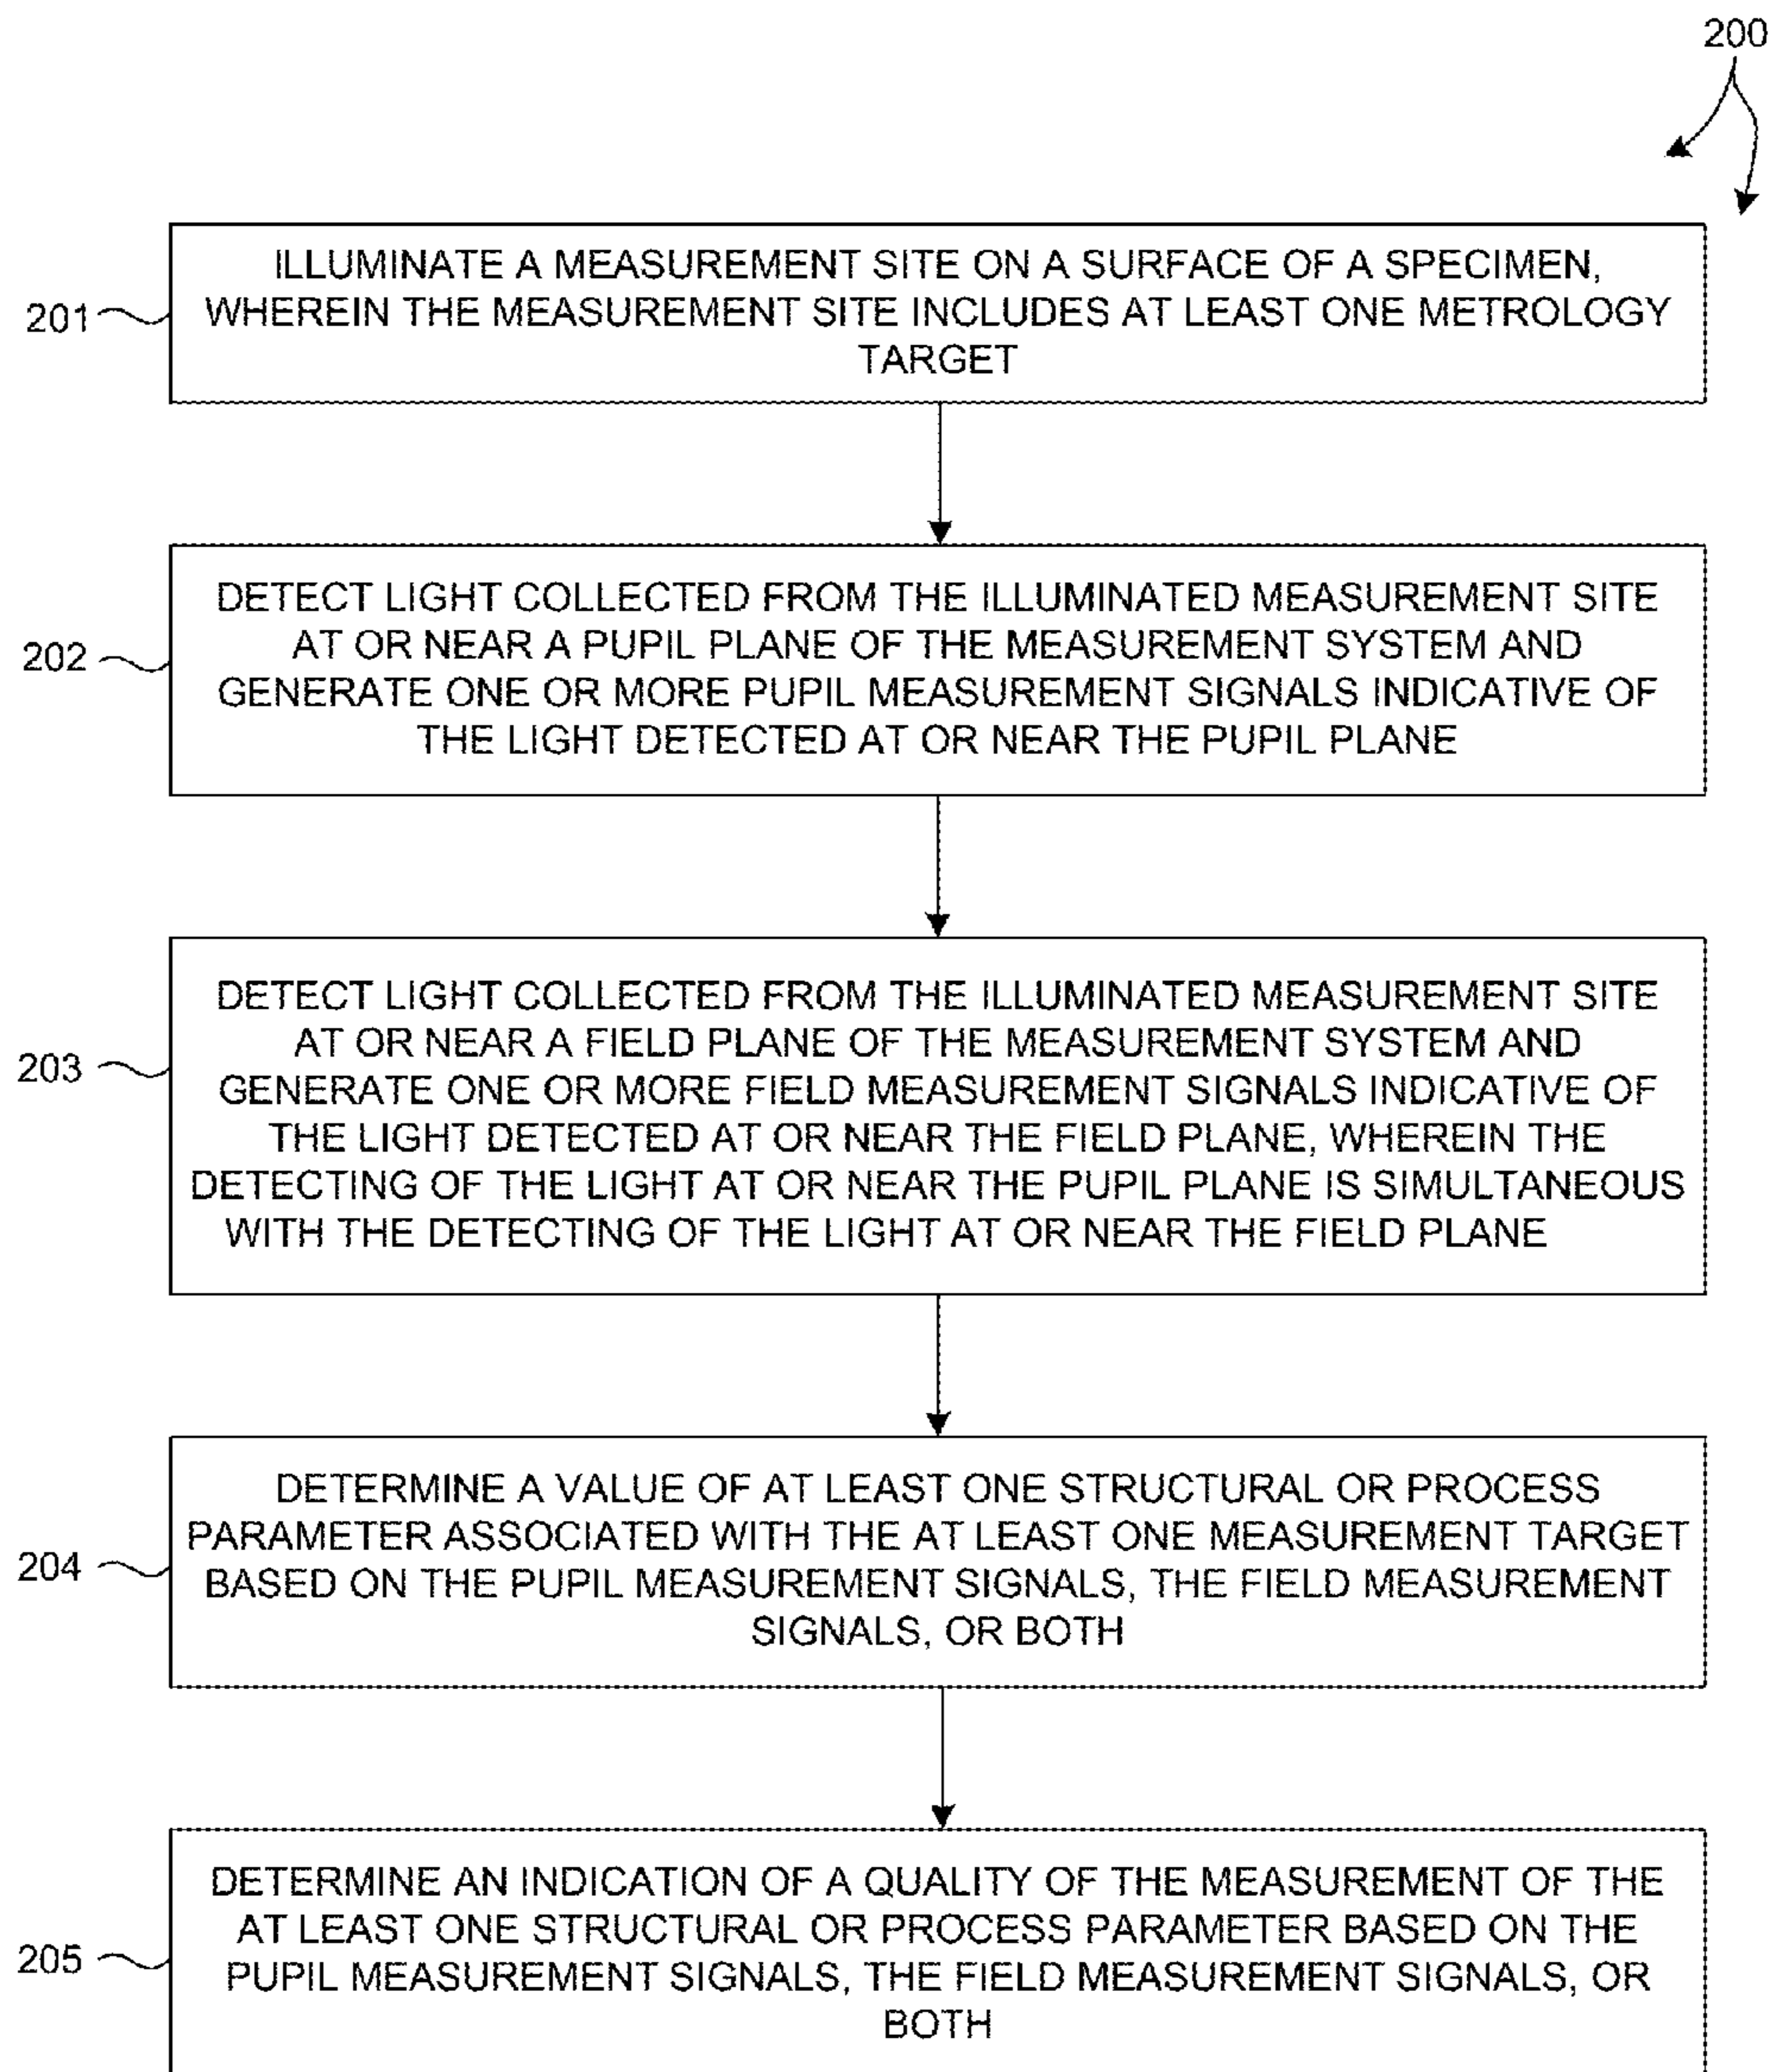 200
201
ILLUMINATE A MEASUREMENT SITE ON A SURFACE OF A SPECIMEN,
WHEREIN THE MEASUREMENT SITE INCLUDES AT LEAST ONE METROLOGY
TARGET
202
DETECT LIGHT COLLECTED FROM THE ILLUMINATED MEASUREMENT SITE
AT OR NEAR A PUPIL PLANE OF THE MEASUREMENT SYSTEM AND
GENERATE ONE OR MORE PUPIL MEASUREMENT SIGNALS INDICATIVE OF
THE LIGHT DETECTED AT OR NEAR THE PUPIL PLANE
203
DETECT LIGHT COLLECTED FROM THE ILLUMINATED MEASUREMENT SITE
AT OR NEAR A FIELD PLANE OF THE MEASUREMENT SYSTEM AND
GENERATE ONE OR MORE FIELD MEASUREMENT SIGNALS INDICATIVE OF
THE LIGHT DETECTED AT OR NEAR THE FIELD PLANE, WHEREIN THE
DETECTING OF THE LIGHT AT OR NEAR THE PUPIL PLANE IS SIMULTANEOUS
WITH THE DETECTING OF THE LIGHT AT OR NEAR THE FIELD PLANE
204
DETERMINE A VALUE OF AT LEAST ONE STRUCTURAL OR PROCESS
PARAMETER ASSOCIATED WITH THE AT LEAST ONE MEASUREMENT TARGET
BASED ON THE PUPIL MEASUREMENT SIGNALS, THE FIELD MEASUREMENT
SIGNALS, OR BOTH
205
DETERMINE AN INDICATION OF A QUALITY OF THE MEASUREMENT OF THE
AT LEAST ONE STRUCTURAL OR PROCESS PARAMETER BASED ON THE
PUPIL MEASUREMENT SIGNALS, THE FIELD MEASUREMENT SIGNALS, OR
BOTH